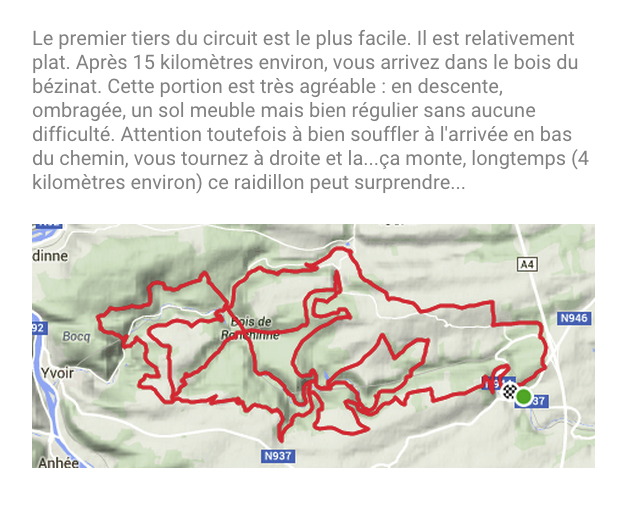 Le premier tiers du circuit est le plus facile. Il est relativement
plat. Après 15 kilomètres environ, vous arrivez dans le bois du
bézinat. Cette portion est très agréable : en descente,
ombragée, un sol meuble mais bien régulier sans aucune
difficulté. Attention toutefois à bien souffler à l'arrivée en bas
du chemin, vous tournez à droite et la...ça monte, longtemps (4
kilomètres environ) ce raidillon peut surprendre...
dinne
A4
N946
92
Bocq
Bois de
Ronchinne
Yvoir
37
N937
Anhée